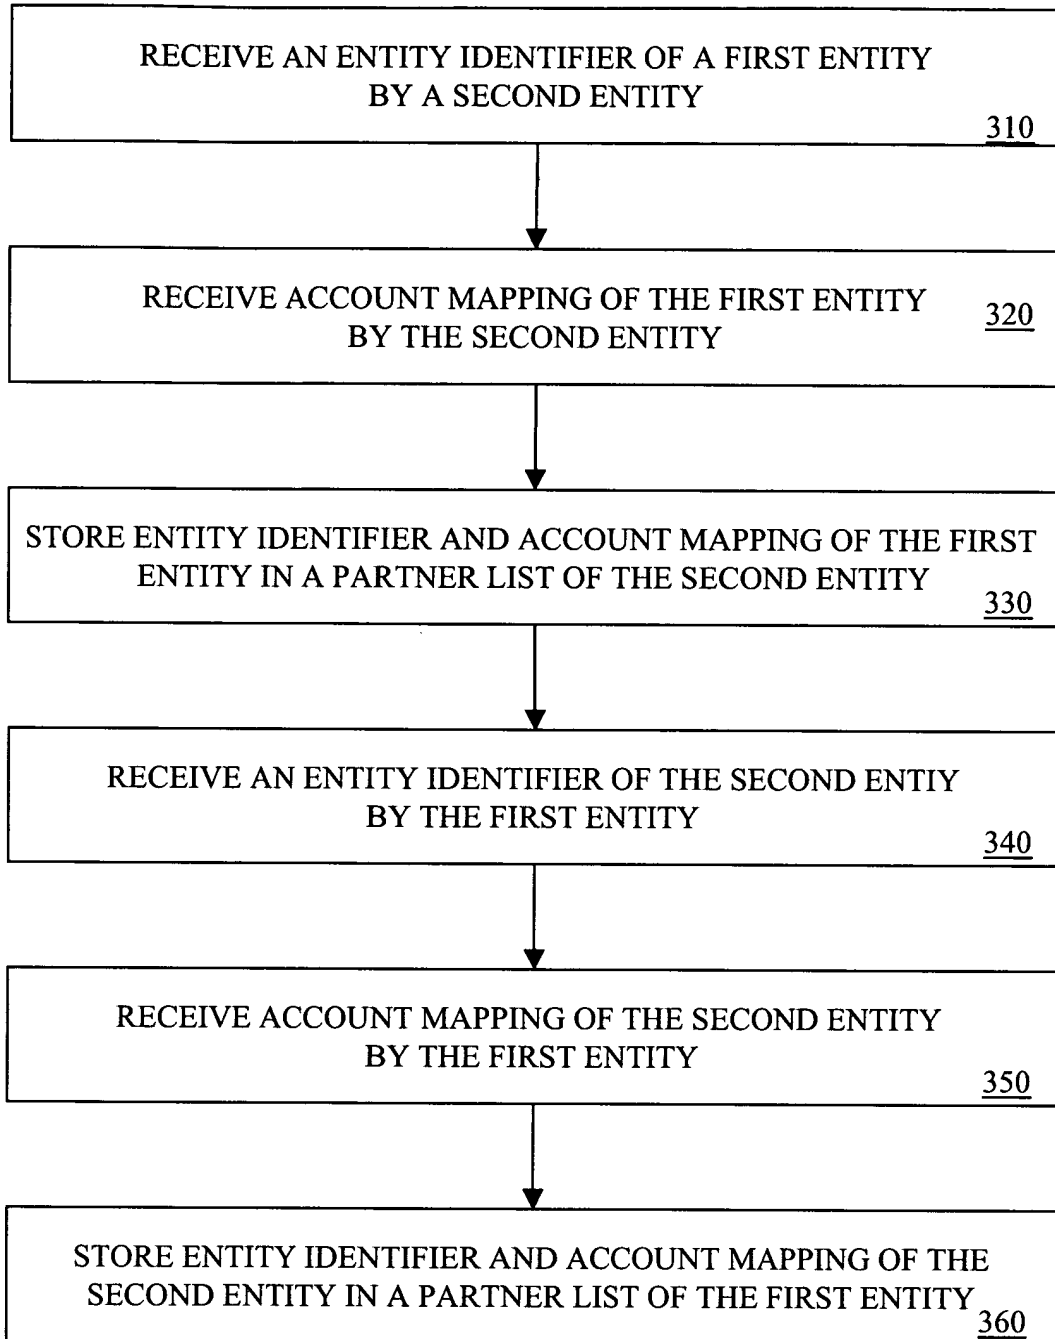 RECEIVE AN ENTITY IDENTIFIER OF A FIRST ENTITY
BY A SECOND ENTITY
310
RECEIVE ACCOUNT MAPPING OF THE FIRST ENTITY
BY THE SECOND ENTITY
320
STORE ENTITY IDENTIFIER AND ACCOUNT MAPPING OF THE FIRST
ENTITY IN A PARTNER LIST OF THE SECOND ENTITY
330
RECEIVE AN ENTITY IDENTIFIER OF THE SECOND ENTIY
BY THE FIRST ENTITY
340
RECEIVE ACCOUNT MAPPING OF THE SECOND ENTITY
BY THE FIRST ENTITY
350
STORE ENTITY IDENTIFIER AND ACCOUNT MAPPING OF THE
SECOND ENTITY IN A PARTNER LIST OF THE FIRST ENTITY
360